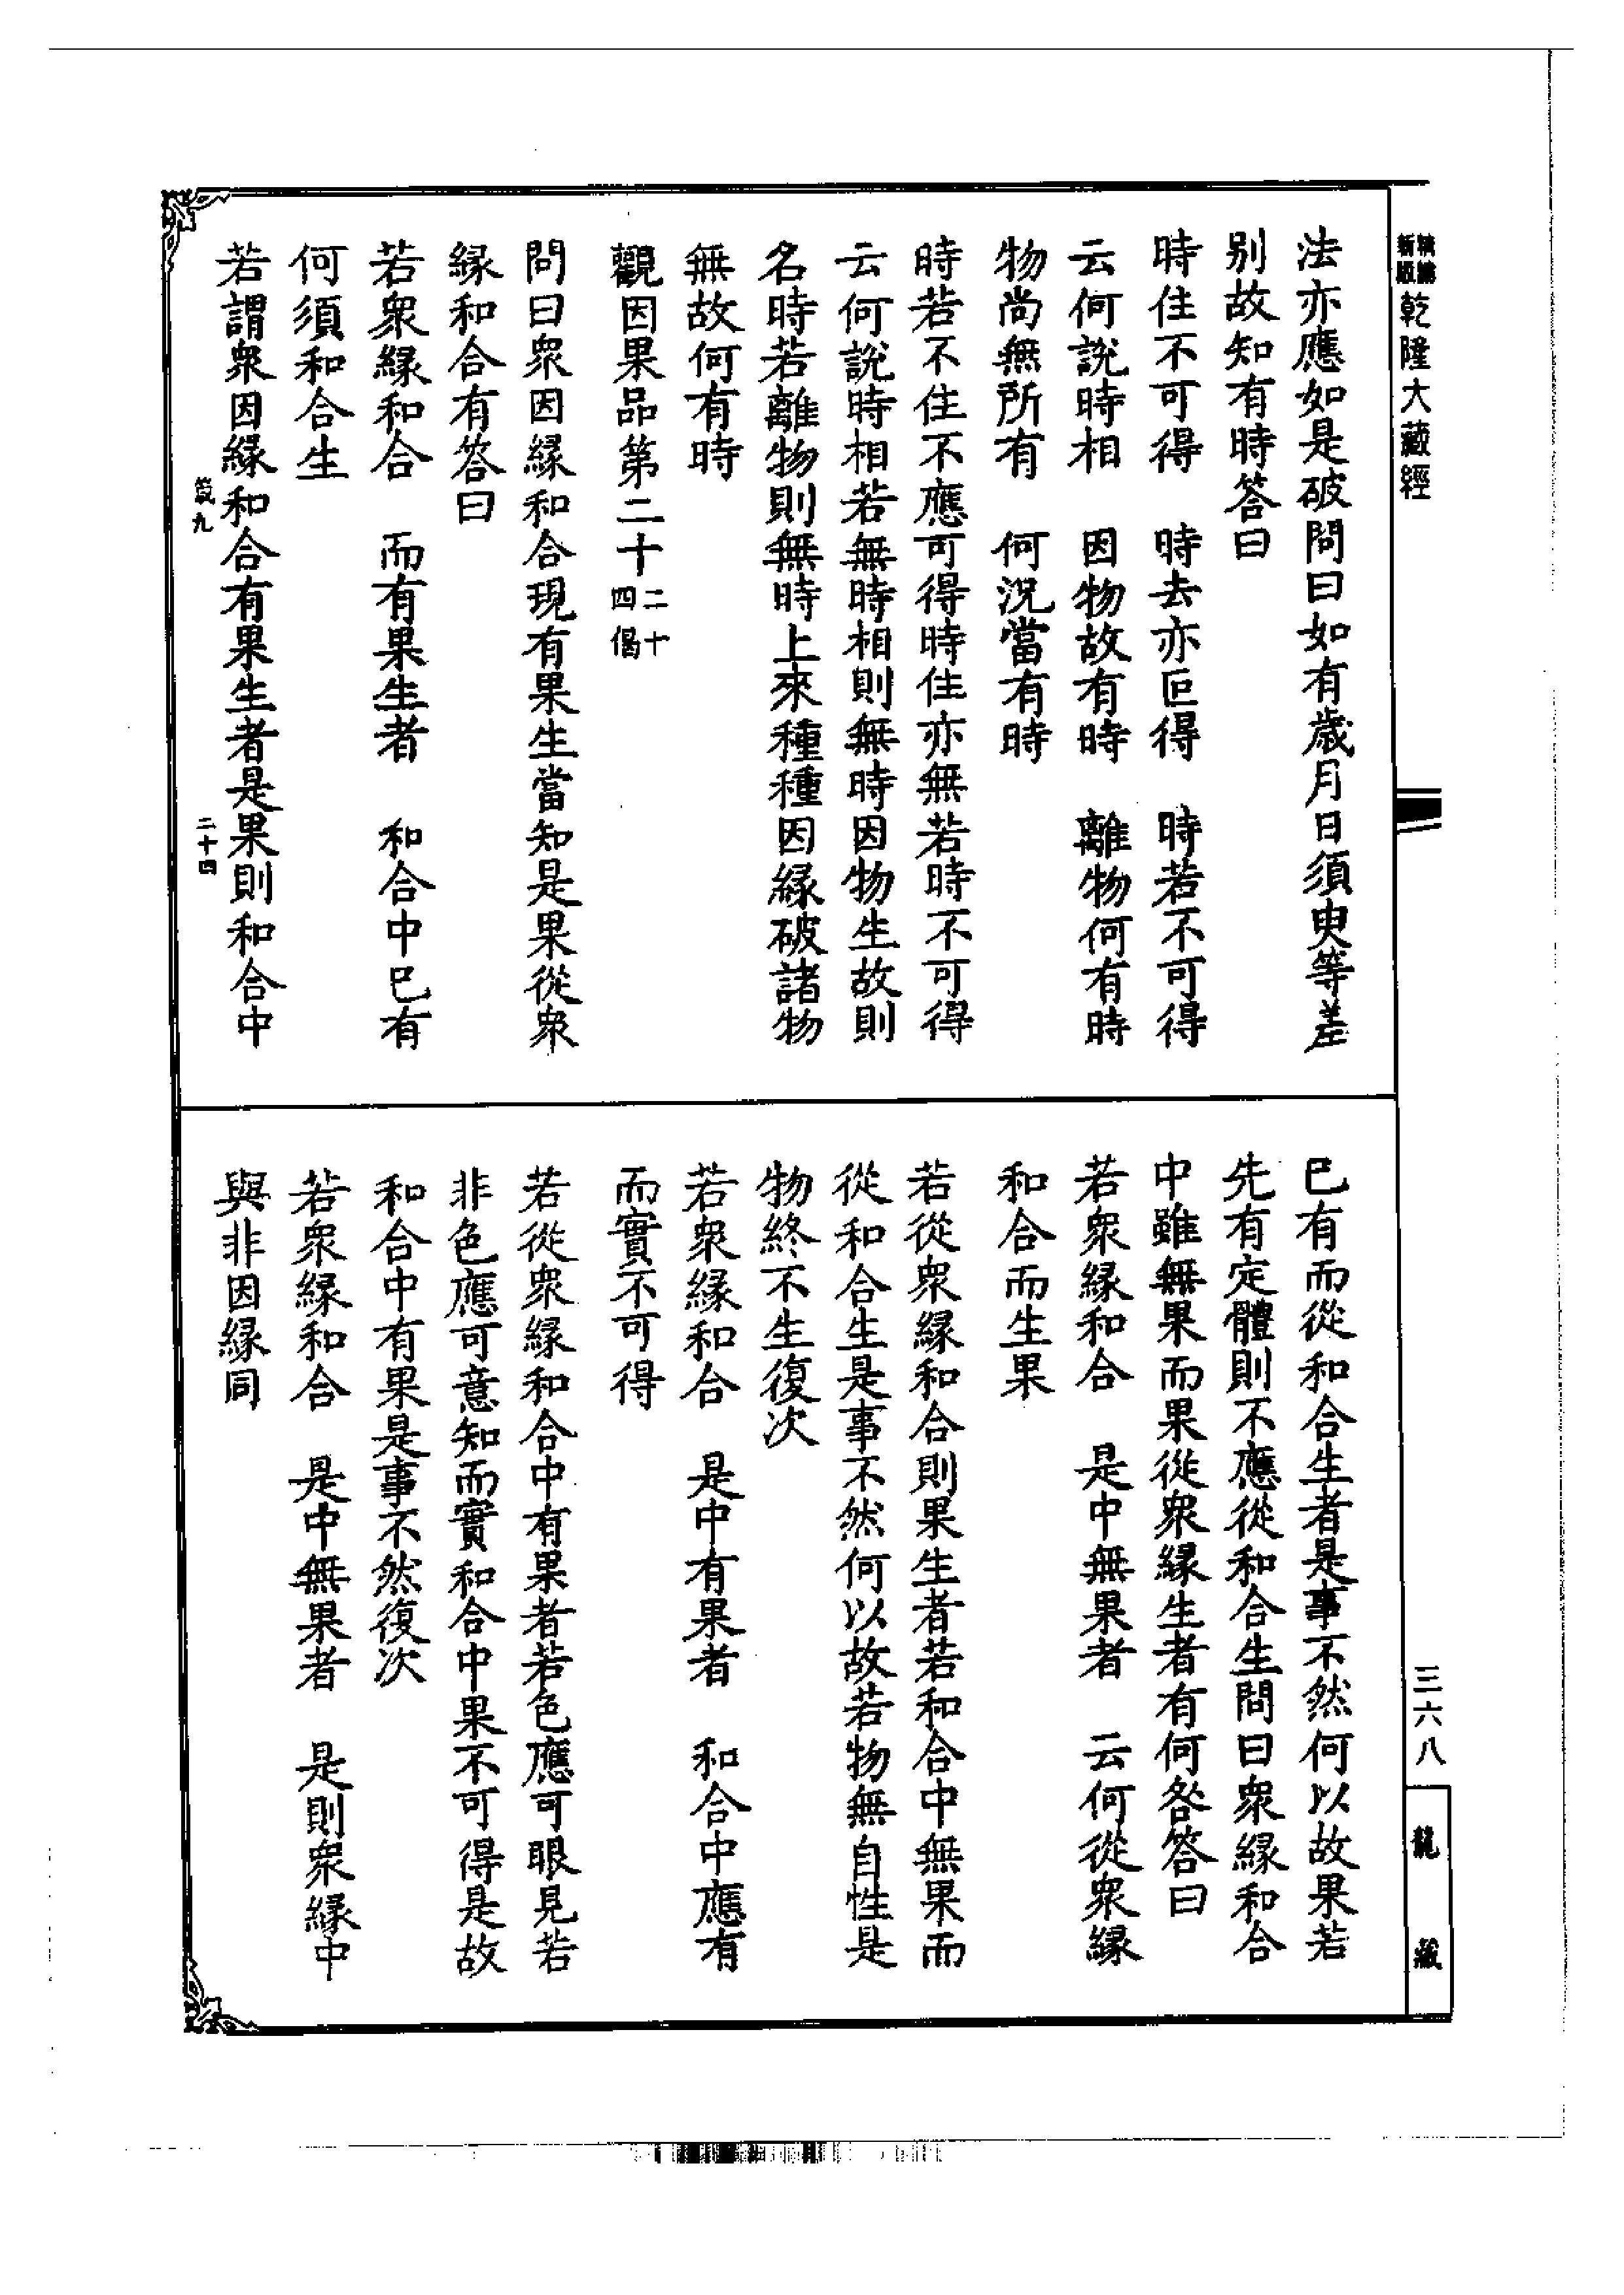 乾隆大藏經
法亦應如是破問曰如有歲月日須臾等差
別故知有時答曰
時住不可得　時去亦叵得　時若不可得
云何說時相　因物故有時　離物何有時
物尚無所有　何況當有時
時若不住不應可得時住亦無若時不可得
云何說時相若無時相則無時因物生故則
名時若離物則無時上來種種因緣破諸物
無故何有時
觀因果品第二十二十四偈
問曰眾因緣和合現有果生當知是果從眾
緣和合有答曰
若眾緣和合　而有果生者　和合中已有
何須和合生
若謂眾因緣和合有果生者是果則和合中
二十四
已有而從和合生者是事不然何以故果若
先有定體則不應從和合生問曰眾緣和合
中雖無果而果從眾緣生者有何咎答曰
若眾緣和合　是中無果者　云何從眾緣
和合而生果
若從眾緣和合則果生者若和合中無果而
從和合生是事不然何以故若物無自性是
物終不生復次
若眾緣和合　是中有果者　和合中應有
而實不可得
若從眾緣和合中有果者若色應可眼見若
非色應可意知而實和合中果不可得是故
和合中有果是事不然復次
若眾緣和合　是中無果者　是則眾緣中
與非因緣同
三六八
龍藏